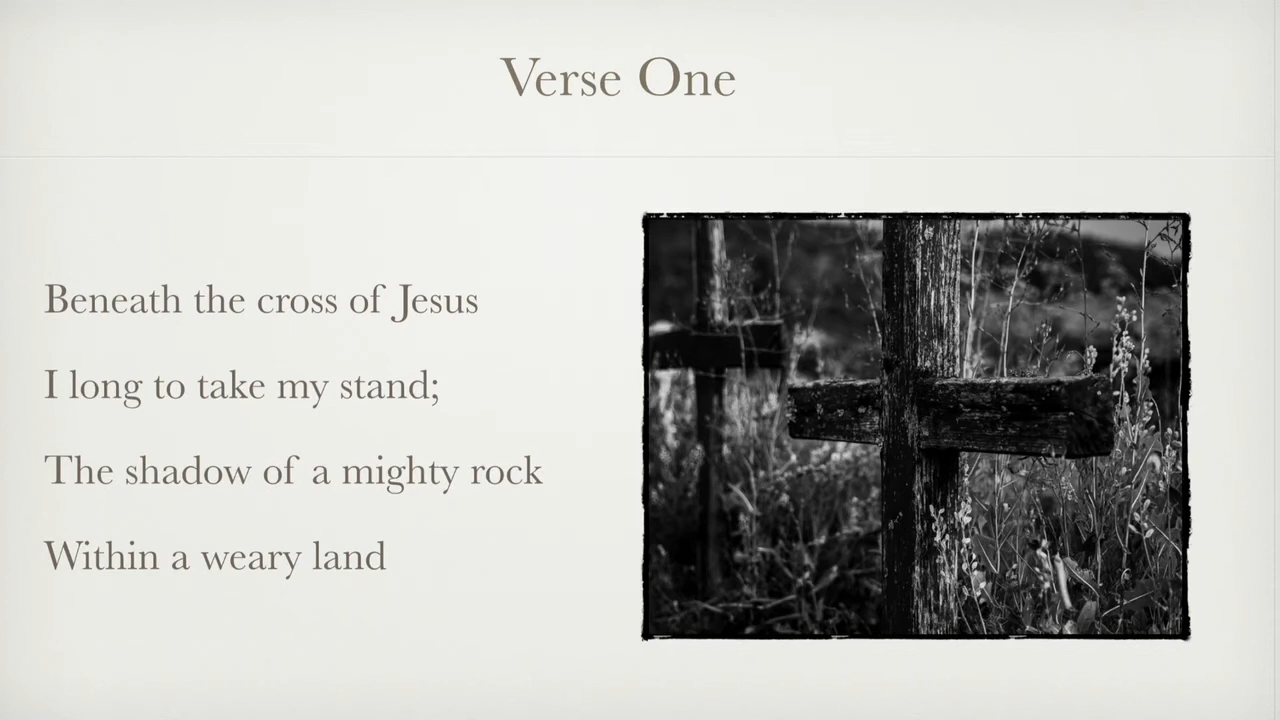 Verse One
Beneath the cross of Jesus
I long to take my stand;
The shadow of a mighty rock
Within a weary land